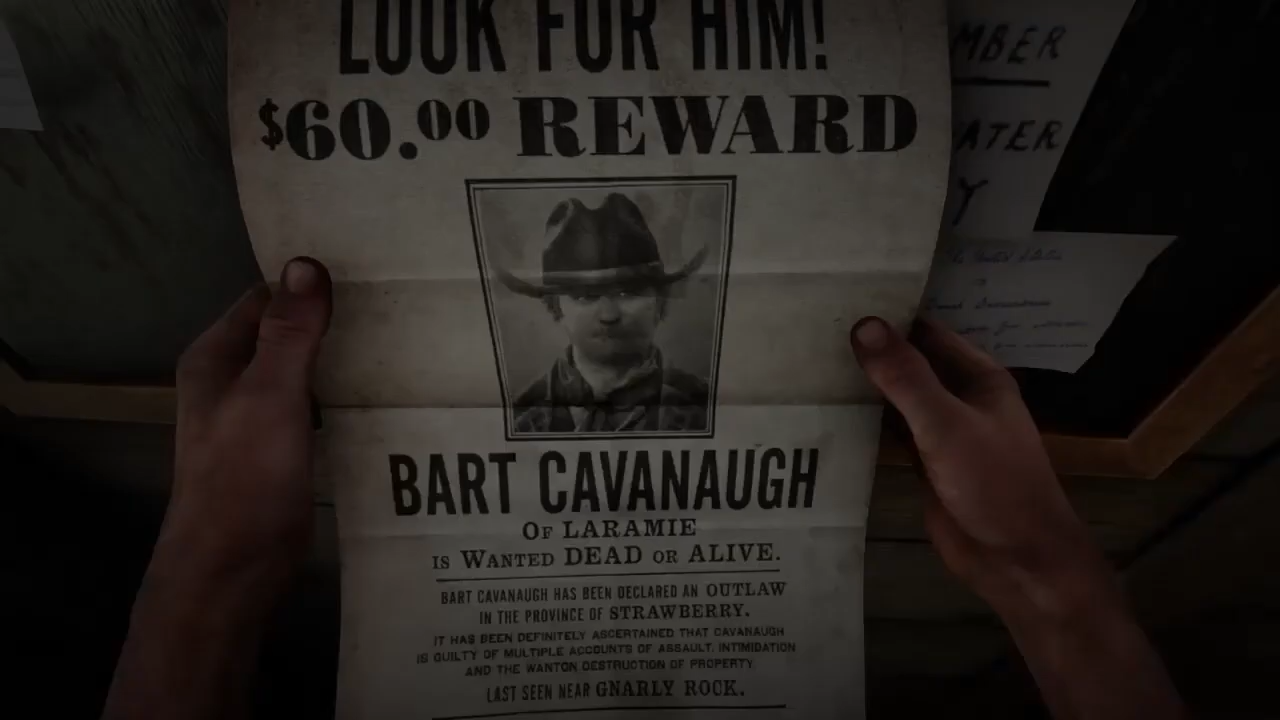 LOOK FOR HIM!
$60.00 REWARD
BART CAVANAUGH
OF LARAMIE
IS WANTED DEAD OR ALIVE.
BART CAVANAUGH HAS BEEN DECLARED AN OUTLAW
IN THE PROVINCE OF STRAWBERRY.
IT HAS BEEN DEFINITELY ASCERTAINED THAT CAVANAUGH
IS GUILTY OF MULTIPLE ACCOUNTS OF ASSAULT, INTIMIDATION
AND THE WANTON DESTRUCTION OF PROPERTY.
LAST SEEN NEAR GNARLY ROCK.
MBER
ATER
Y